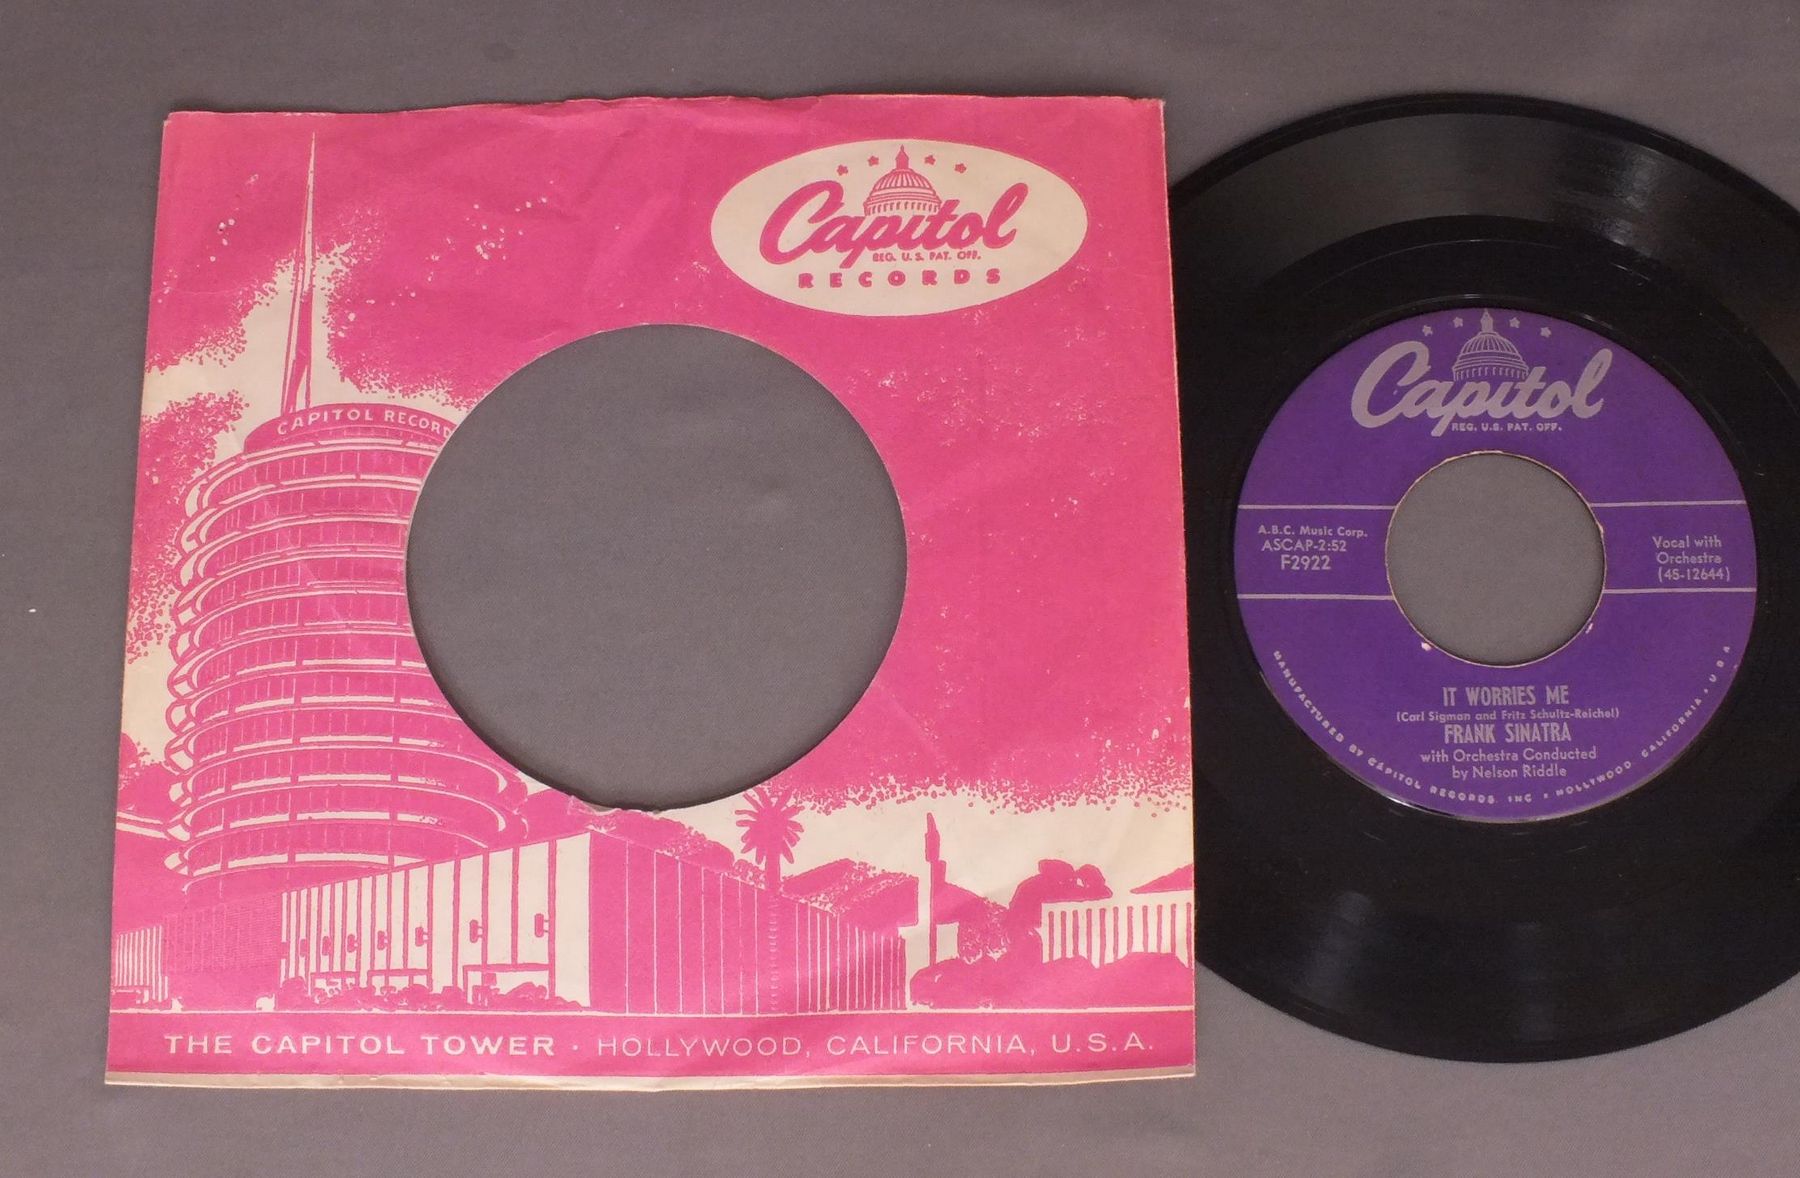 Capitol
REG. U.S. PAT. OFF.
RECORDS
CAPITOL RECORD
THE CAPITOL TOWER · HOLLYWOOD, CALIFORNIA, U.S.A.
Capitol
REG. U.S. PAT. OFF.
A.B.C. Music Corp.
ASCAP-2:52
F2922
Vocal with
Orchestra
(45-12644)
IT WORRIES ME
(Carl Sigman and Fritz Schultz-Reichel)
FRANK SINATRA
with Orchestra Conducted
by Nelson Riddle
MANUFACTURED BY CAPITOL RECORDS, INC • HOLLYWOOD, CALIFORNIA • U S A